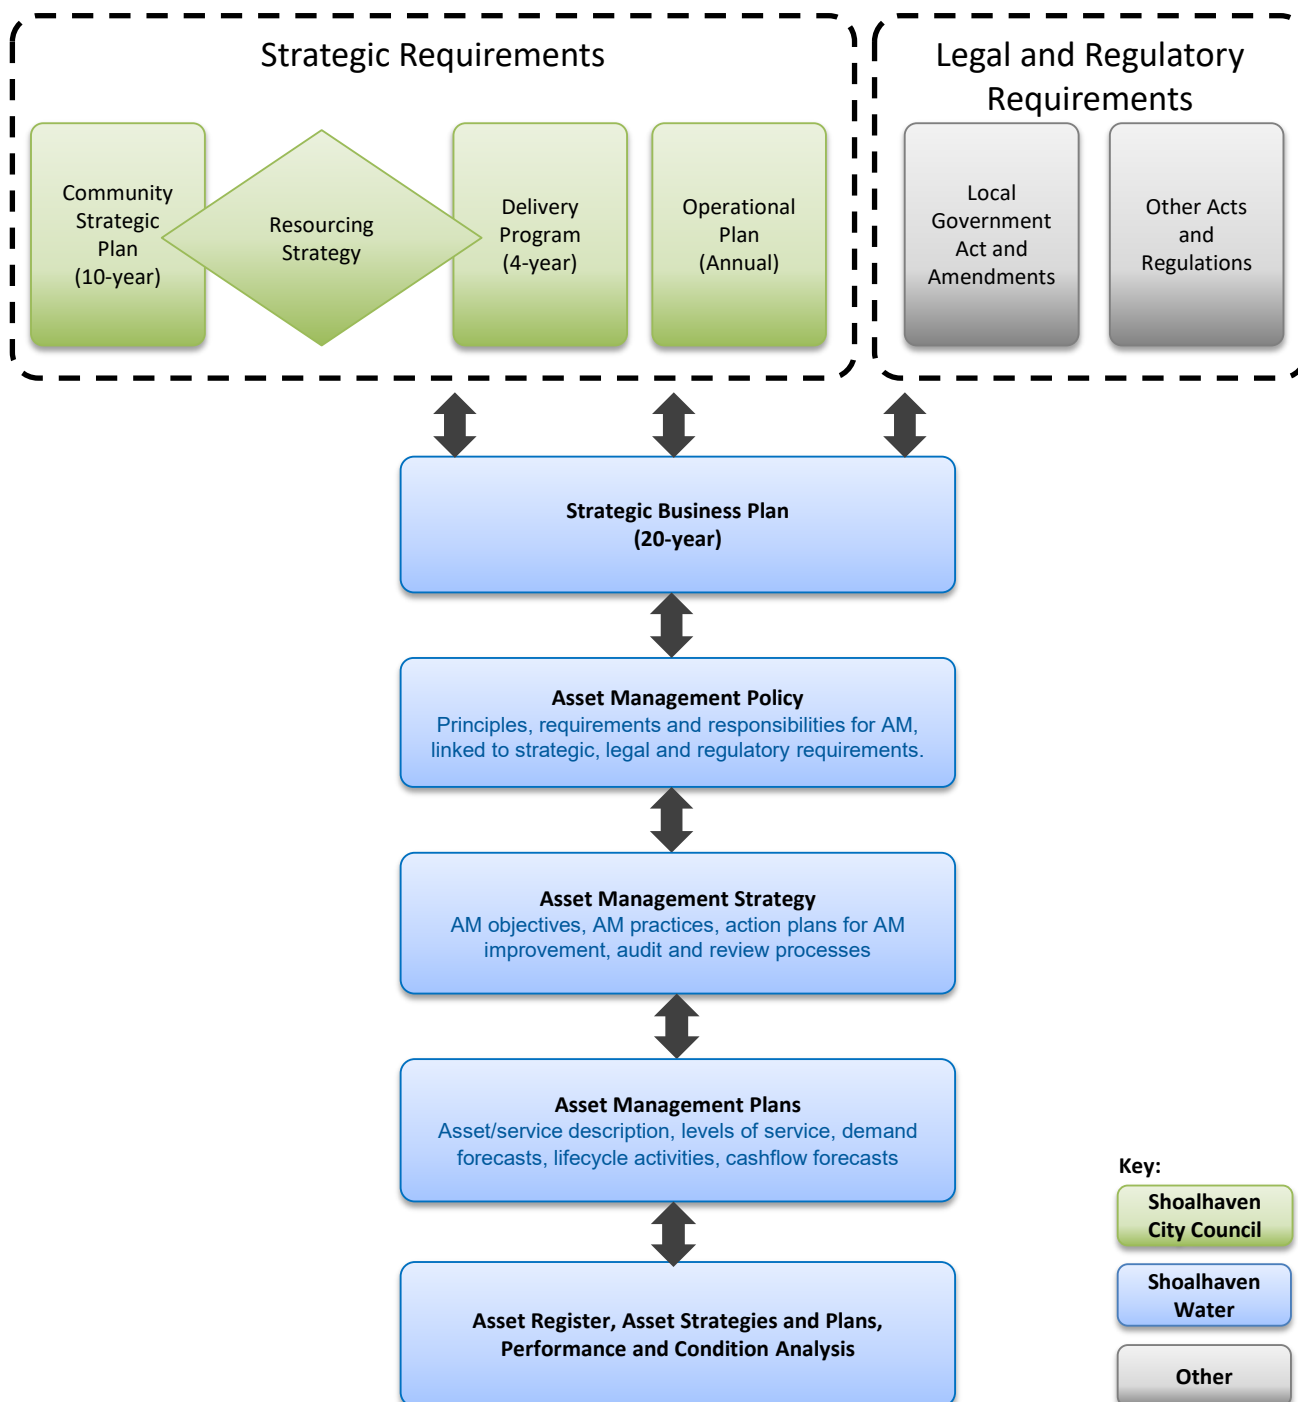 Strategic Requirements
Community
Strategic
Plan
(10-year)
Resourcing
Strategy
Delivery
Program
(4-year)
Operational
Plan
(Annual)
Legal and Regulatory
Requirements
Local
Government
Act and
Amendments
Other Acts
and
Regulations
Strategic Business Plan
(20-year)
Asset Management Policy
Principles, requirements and responsibilities for AM,
linked to strategic, legal and regulatory requirements.
Asset Management Strategy
AM objectives, AM practices, action plans for AM
improvement, audit and review processes
Asset Management Plans
Asset/service description, levels of service, demand
forecasts, lifecycle activities, cashflow forecasts
Asset Register, Asset Strategies and Plans,
Performance and Condition Analysis
Key:
Shoalhaven
City Council
Shoalhaven
Water
Other